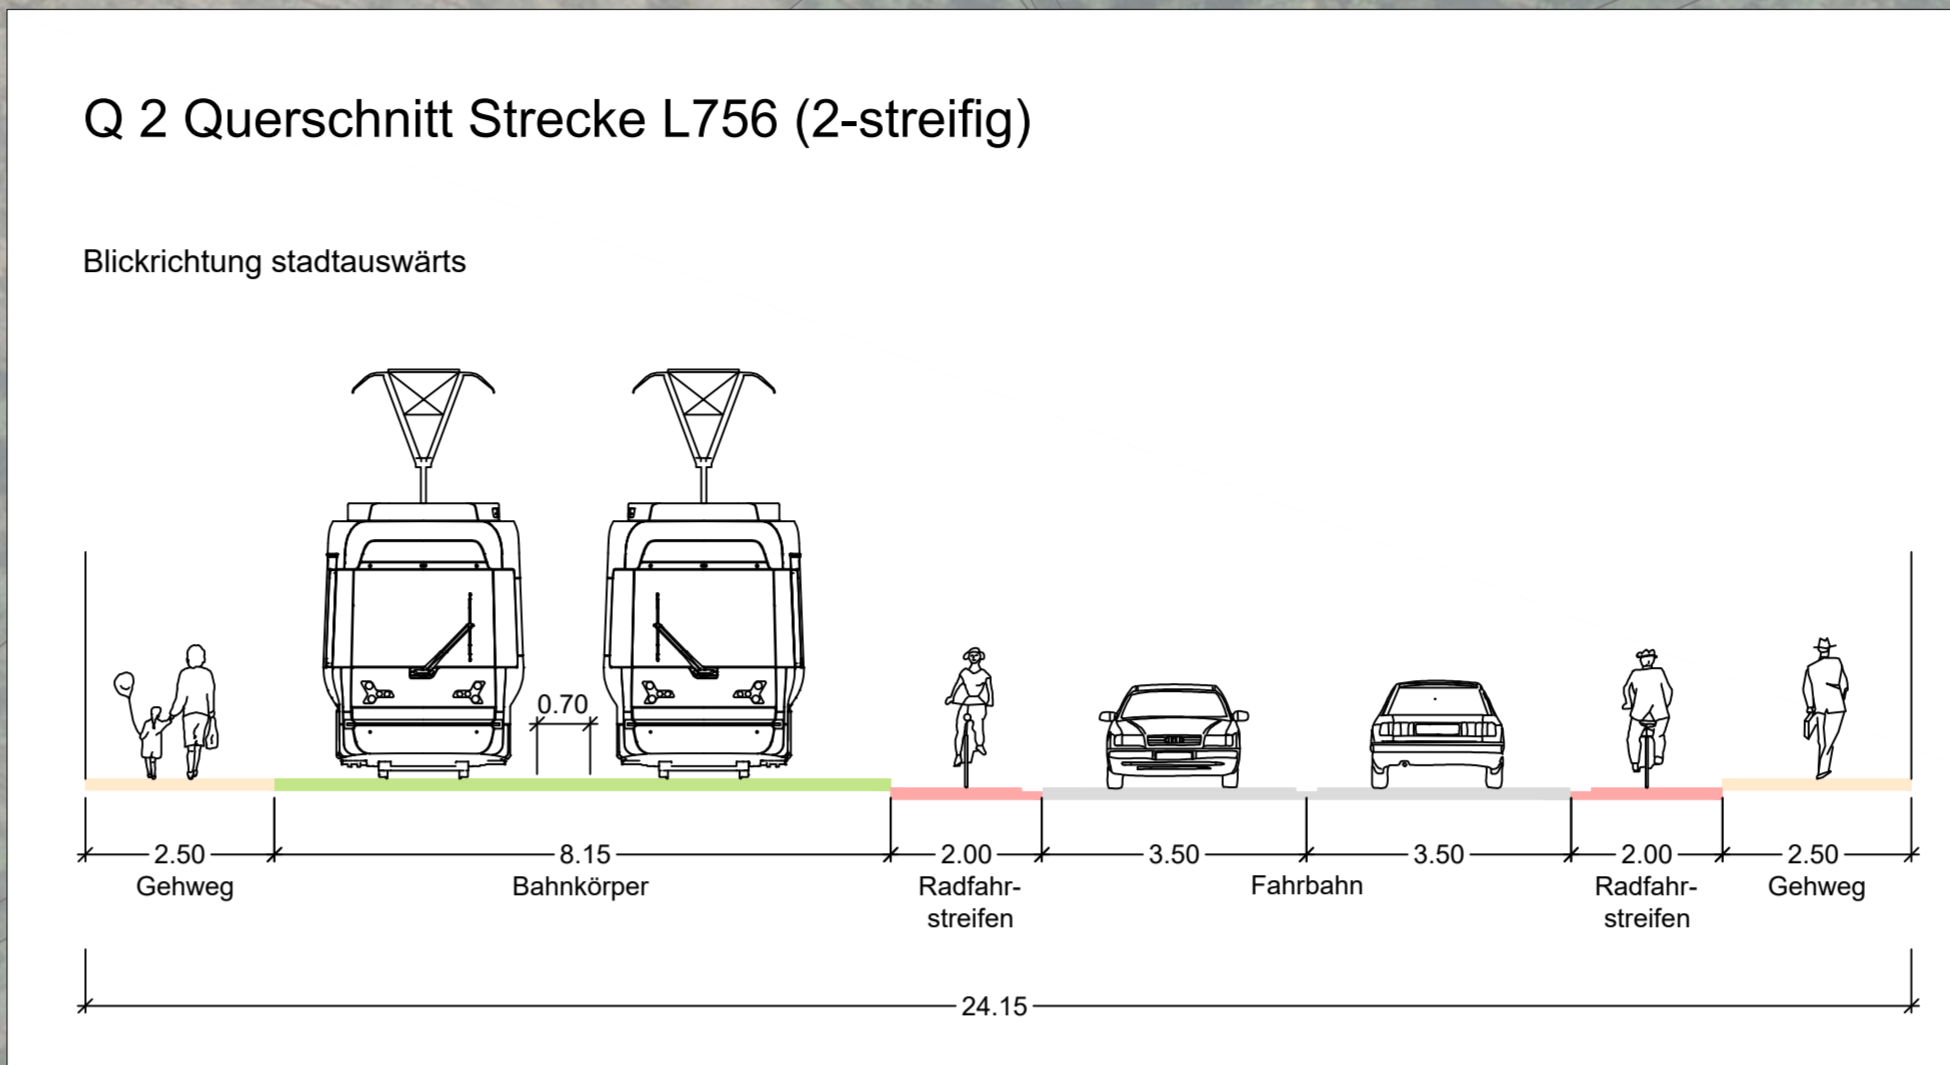 Q 2 Querschnitt Strecke L756 (2-streifig)
Blickrichtung stadtauswärts
0.70
2.50 8.15 2.00 3.50 3.50 2.00 2.50
Gehweg Bahnkörper Radfahr- Fahrbahn Radfahr- Gehweg
streifen streifen
24.15